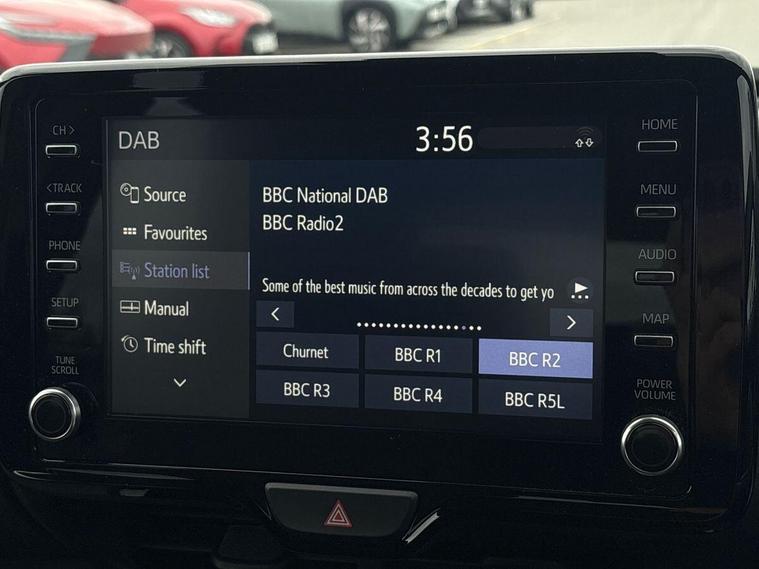 CH >
< TRACK
PHONE
SETUP
TUNE
SCROLL
DAB
3:56
Source
Favourites
Station list
Manual
Time shift
BBC National DAB
BBC Radio2
Some of the best music from across the decades to get yo
Churnet
BBC R1
BBC R2
BBC R3
BBC R4
BBC R5L
HOME
MENU
AUDIO
MAP
POWER
VOLUME